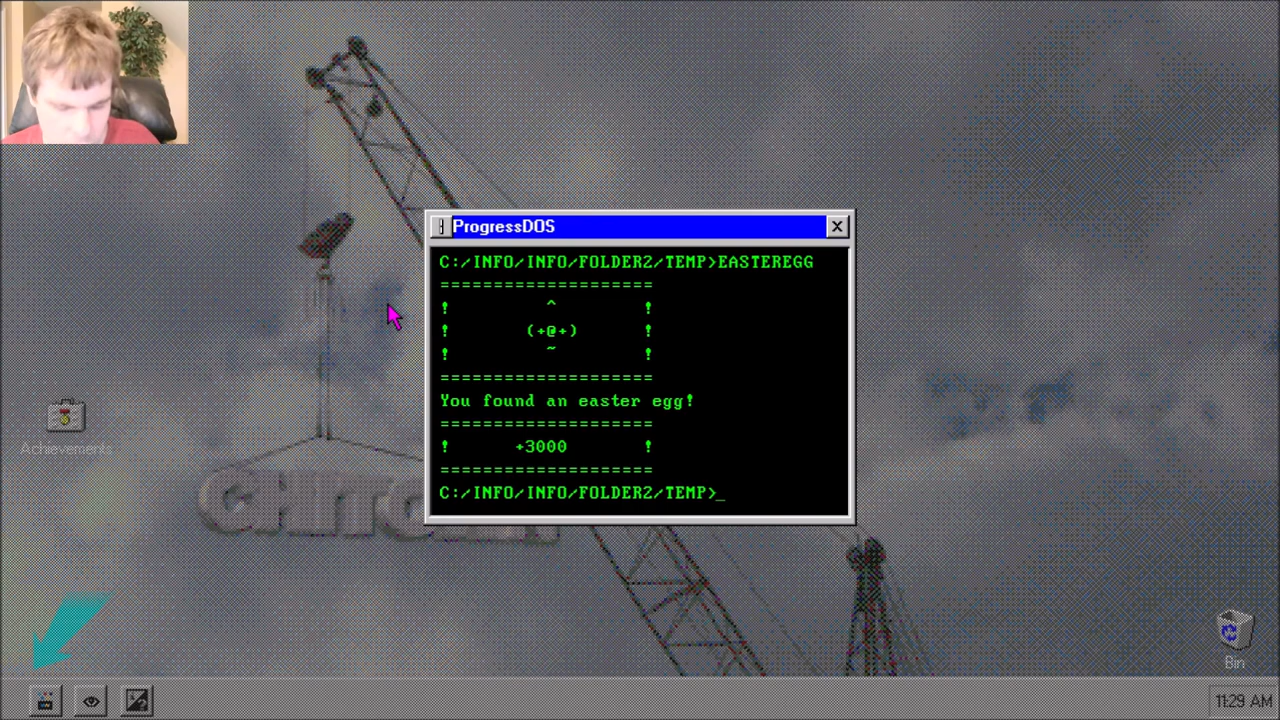 ProgressDOS
C:/INFO/INFO/FOLDER2/TEMP>EASTEREGG
====================
! ^ !
! (+@+) !
! ~ !
====================
You found an easter egg!
====================
! +3000 !
====================
C:/INFO/INFO/FOLDER2/TEMP>_
Achievements
Bin
11:29 AM